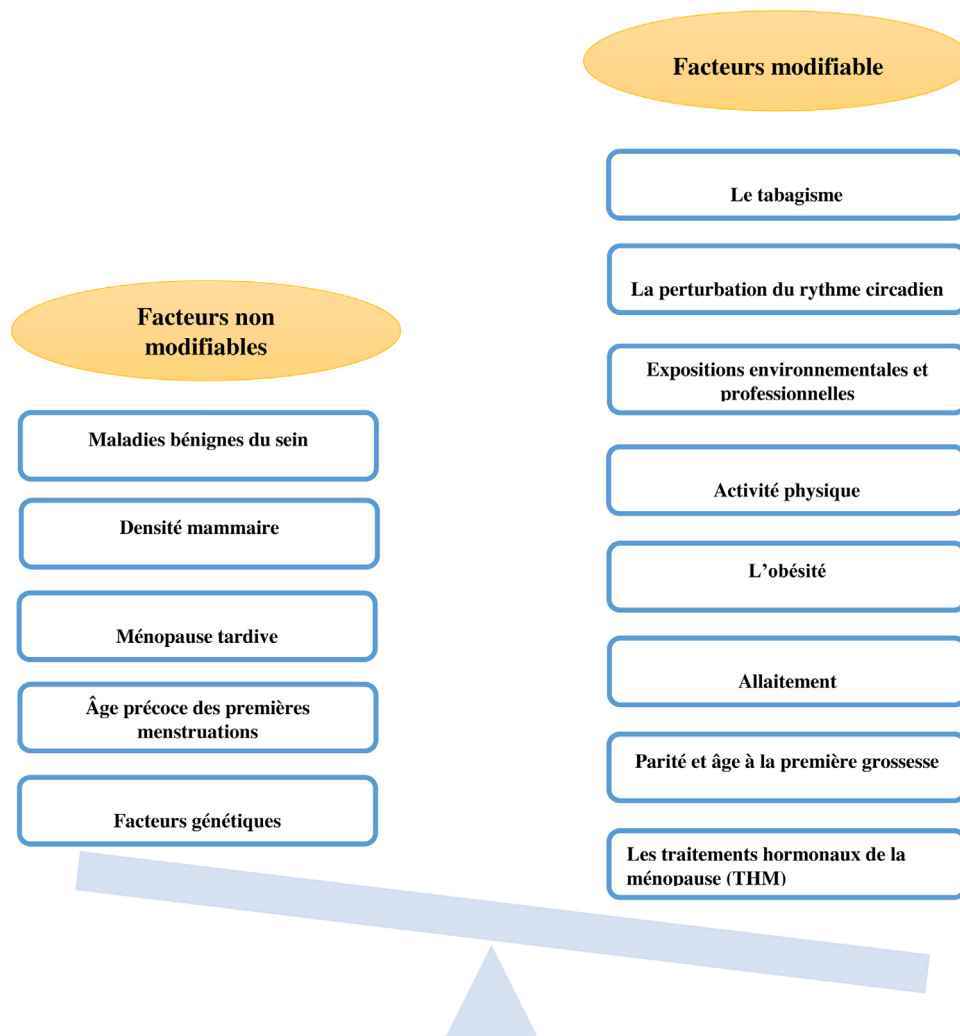 Facteurs modifiable
Le tabagisme
La perturbation du rythme circadien
Expositions environnementales et
professionnelles
Activité physique
L’obésité
Allaitement
Parité et âge à la première grossesse
Les traitements hormonaux de la
ménopause (THM)
Facteurs non
modifiables
Maladies bénignes du sein
Densité mammaire
Ménopause tardive
Âge précoce des premières
menstruations
Facteurs génétiques